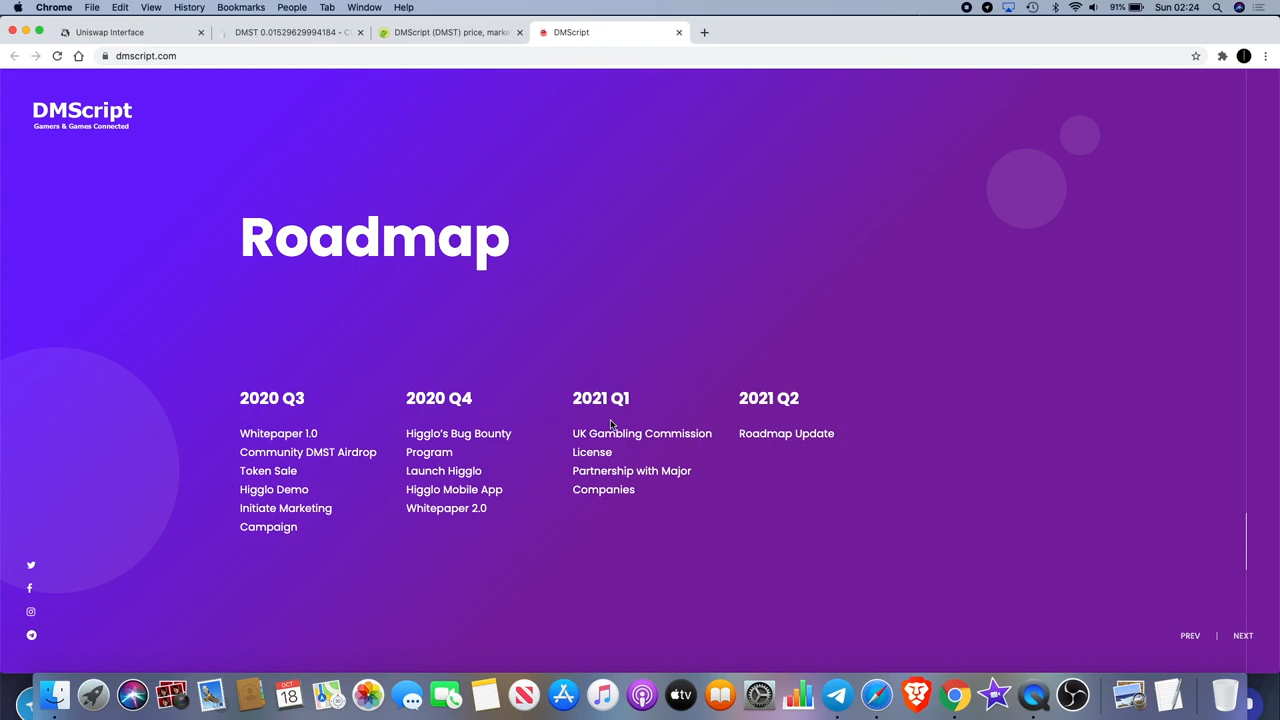 Chrome File Edit View History Bookmarks People Tab Window Help 91% Sun 02:24
Uniswap Interface DMST 0.01529629994184 - C DMScript (DMST) price, marke DMScript
dmscript.com
DMScript
Gamers & Games Connected
Roadmap
2020 Q3
Whitepaper 1.0
Community DMST Airdrop
Token Sale
Higglo Demo
Initiate Marketing
Campaign
2020 Q4
Higglo's Bug Bounty
Program
Launch Higglo
Higglo Mobile App
Whitepaper 2.0
2021 Q1
UK Gambling Commission
License
Partnership with Major
Companies
2021 Q2
Roadmap Update
PREV | NEXT
OCT
18
tv